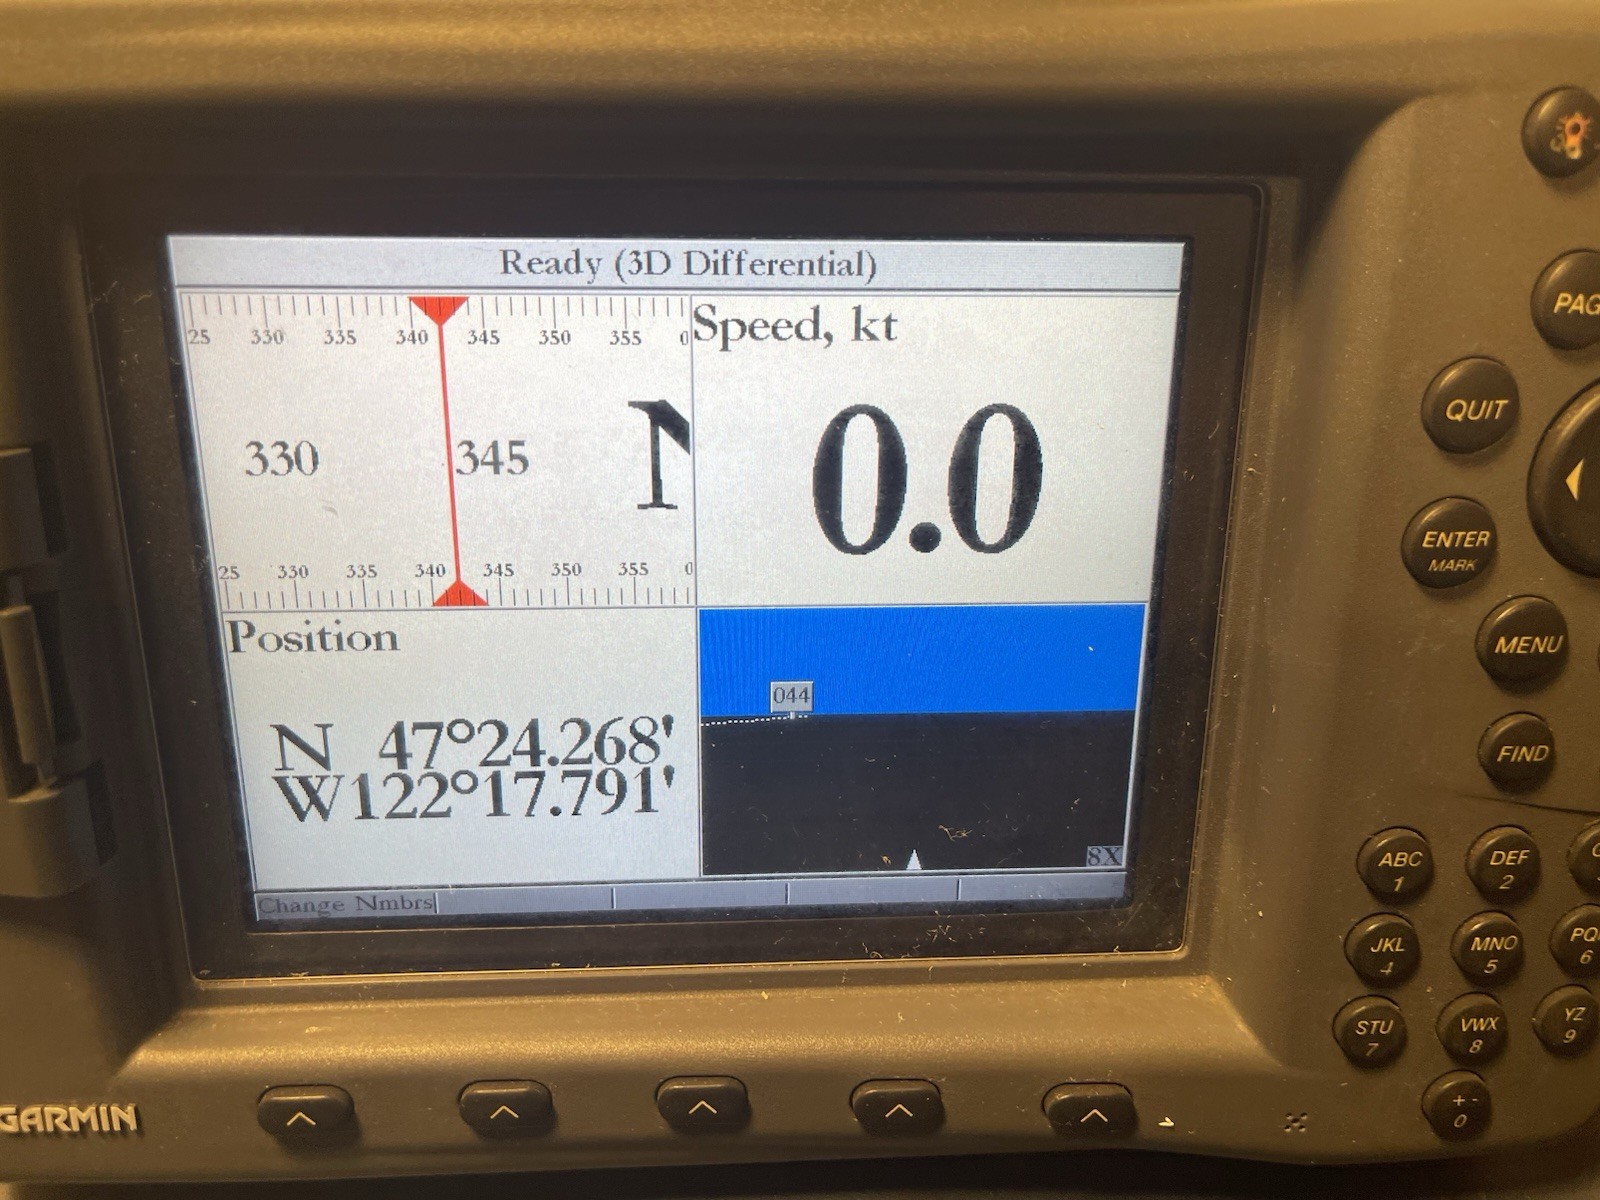 Ready (3D Differential)
25 330 335 340 345 350 355 0
330 345 N
25 330 335 340 345 350 355 0
Speed, kt
0.0
Position
N 47°24.268'
W122°17.791'
044
8X
Change Nmbrs
GARMIN
PAG
QUIT
ENTER
MARK
MENU
FIND
ABC
1
DEF
2
JKL
4
MNO
5
PQ
6
STU
7
VWX
8
YZ
9
+ -
0